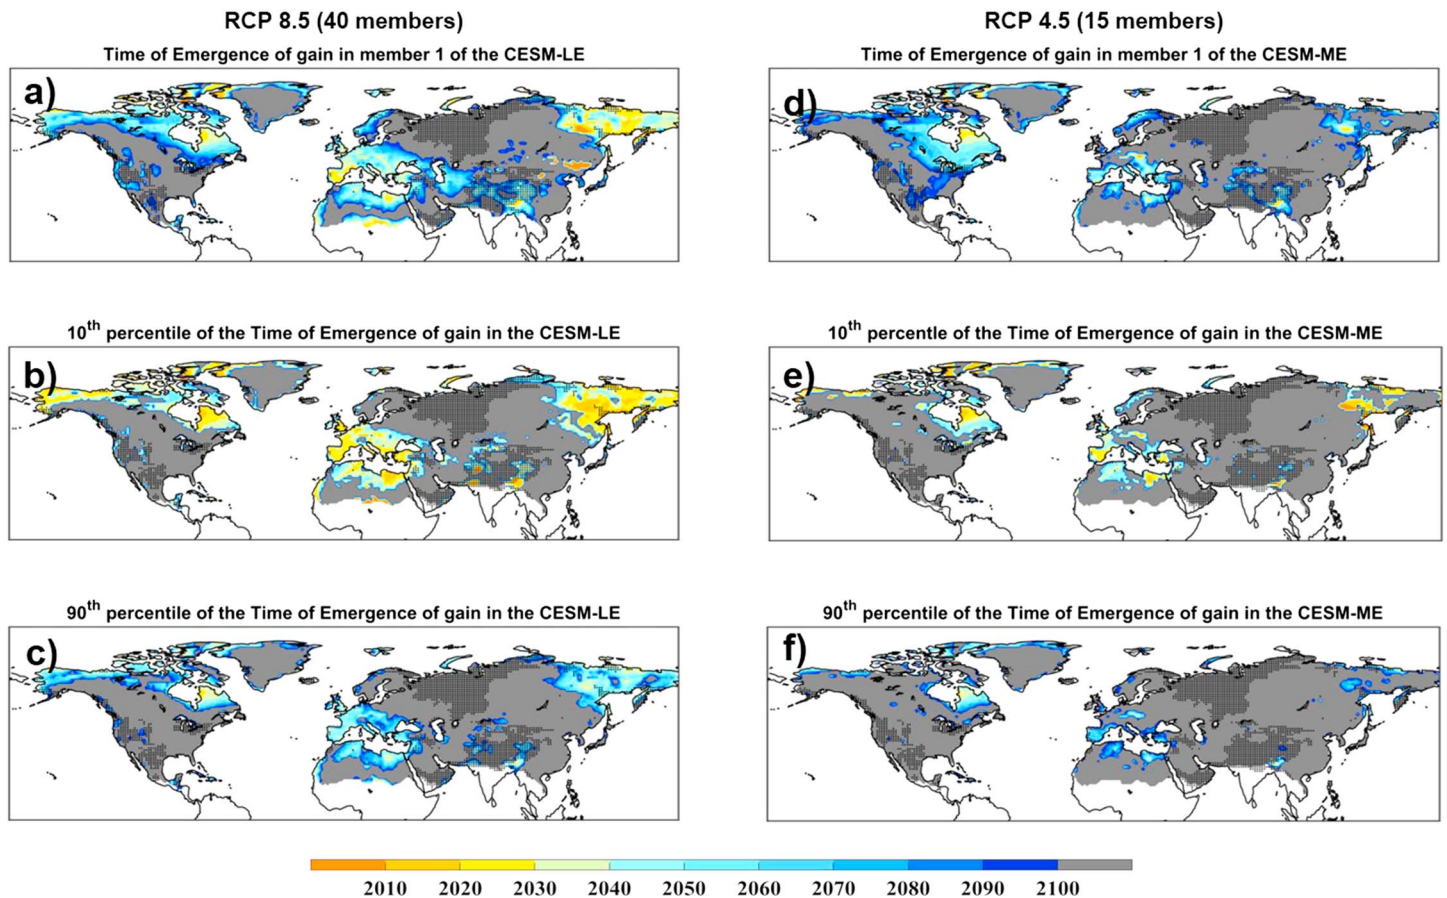 RCP 8.5 (40 members)
RCP 4.5 (15 members)
Time of Emergence of gain in member 1 of the CESM-LE
Time of Emergence of gain in member 1 of the CESM-ME
a)
d)
10th percentile of the Time of Emergence of gain in the CESM-LE
10th percentile of the Time of Emergence of gain in the CESM-ME
b)
e)
90th percentile of the Time of Emergence of gain in the CESM-LE
90th percentile of the Time of Emergence of gain in the CESM-ME
c)
f)
2010 2020 2030 2040 2050 2060 2070 2080 2090 2100